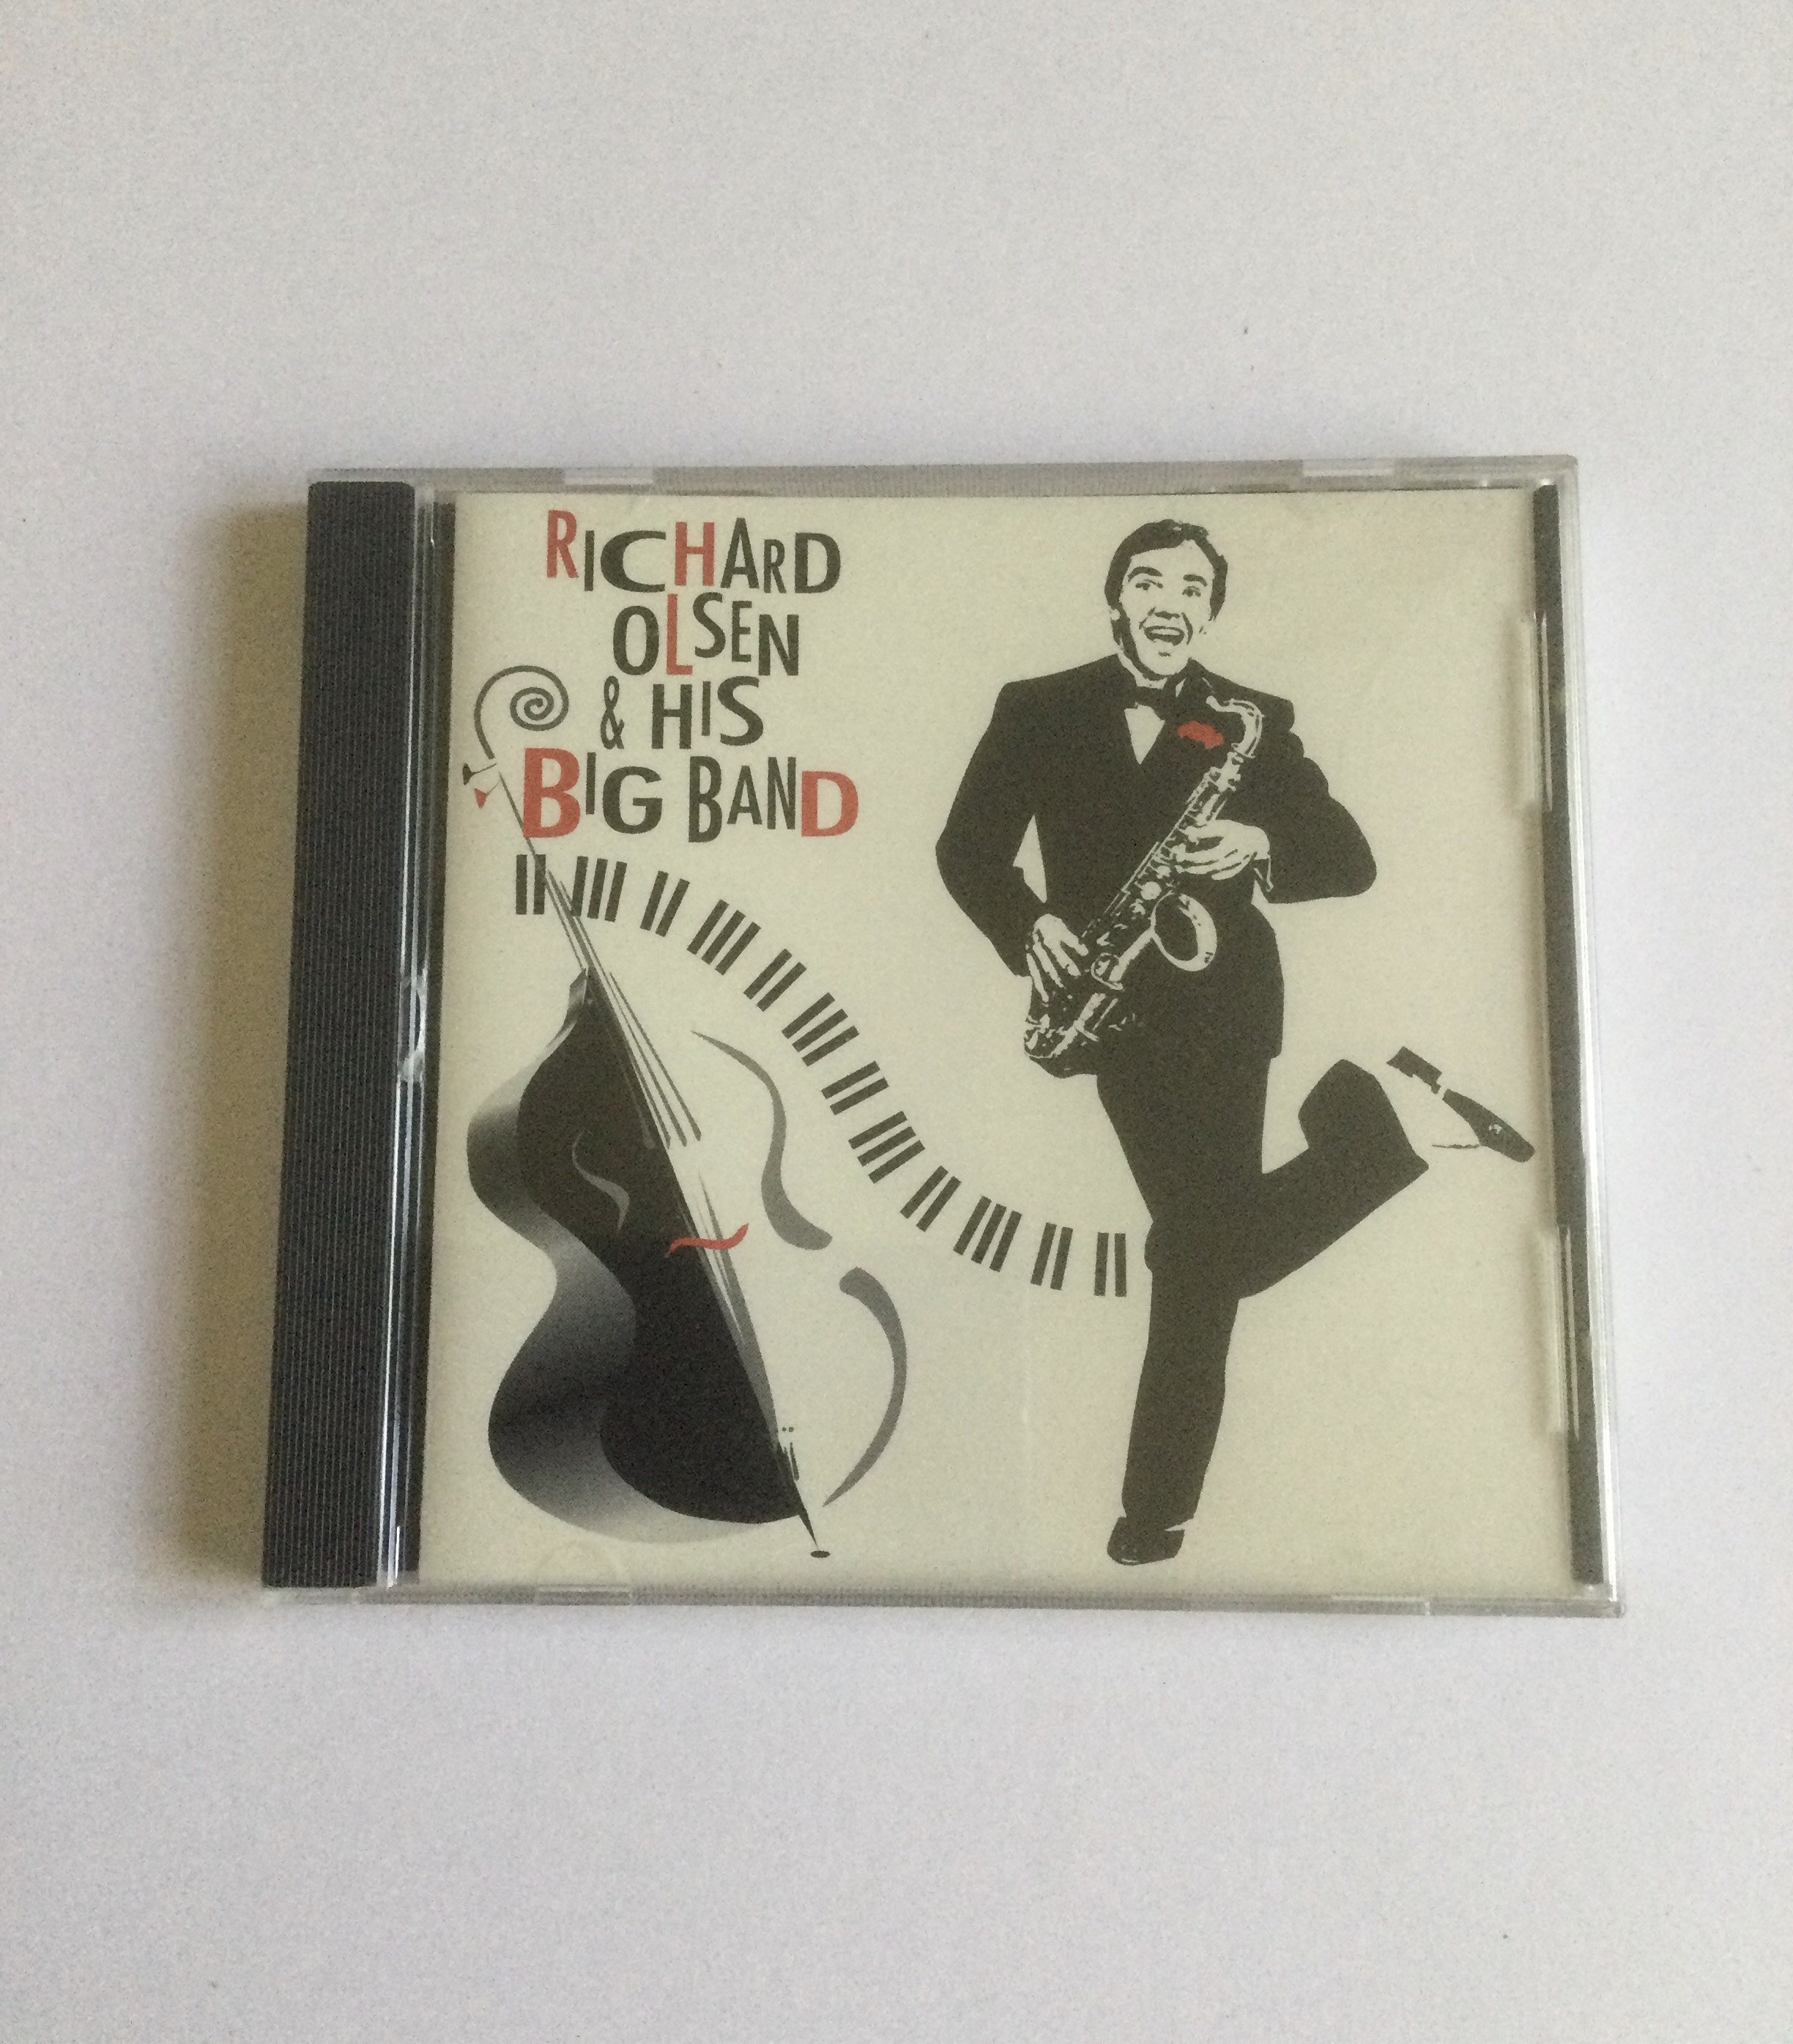 RICHARD
OLSEN
& HIS
BIG BAND